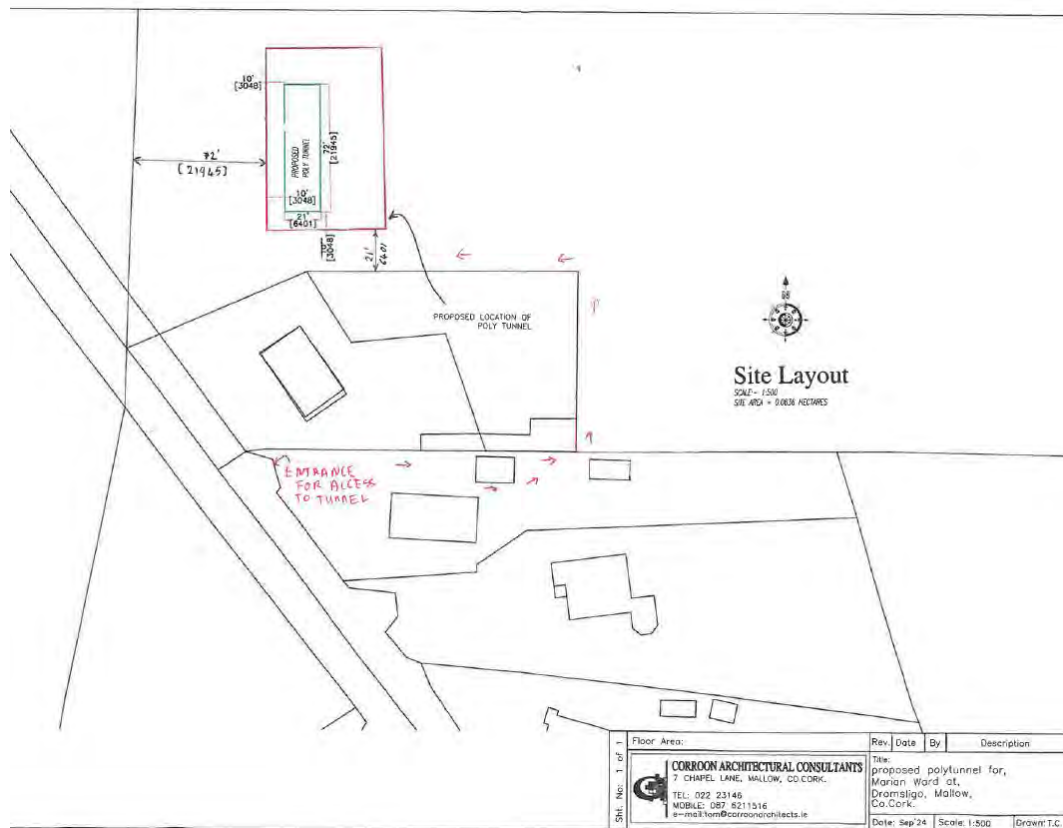 10'
[3048]
72'
[21945]
PROPOSED
POLY TUNNEL
72'
[21945]
10'
[3048]
21'
[6401]
10'
[3048]
21'
6401
PROPOSED LOCATION OF
POLY TUNNEL
Site Layout
SCALE - 1:500
SITE AREA = 0.0636 HECTARES
ENTRANCE
FOR ACCESS
TO TUNNEL
Sht. No: 1 of 1
Floor Area:
CORROON ARCHITECTURAL CONSULTANTS
7 CHAPEL LANE, MALLOW, CO.CORK.
TEL: 022 23146
MOBILE: 087 6211516
e-mail:tom@corroonarchitects.ie
Rev. Date By Description
Title:
proposed polytunnel for,
Marian Ward at,
Dromsligo, Mallow,
Co.Cork.
Date: Sep'24 Scale: 1:500 Drawn: T.C